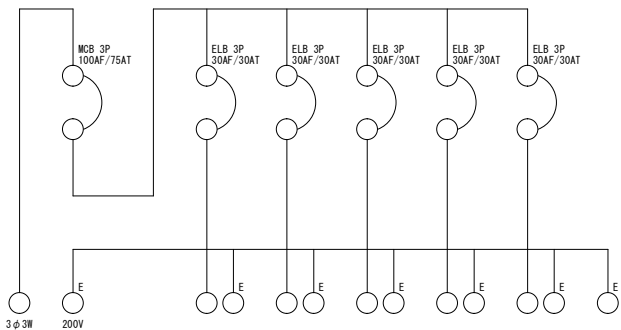 MCB 3P
100AF/75AT
ELB 3P
30AF/30AT
ELB 3P
30AF/30AT
ELB 3P
30AF/30AT
ELB 3P
30AF/30AT
ELB 3P
30AF/30AT
E
E
E
E
E
E
E
3φ3W
200V